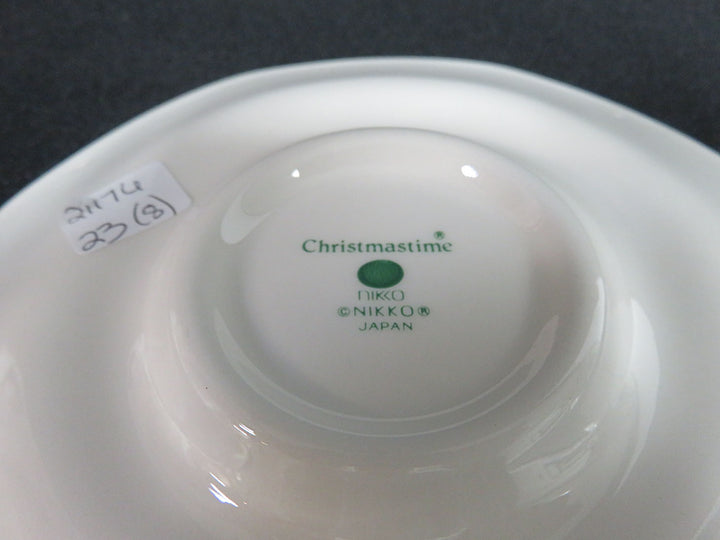 21174
23 (8)
Christmastime®
nikko
©NIKKO®
JAPAN